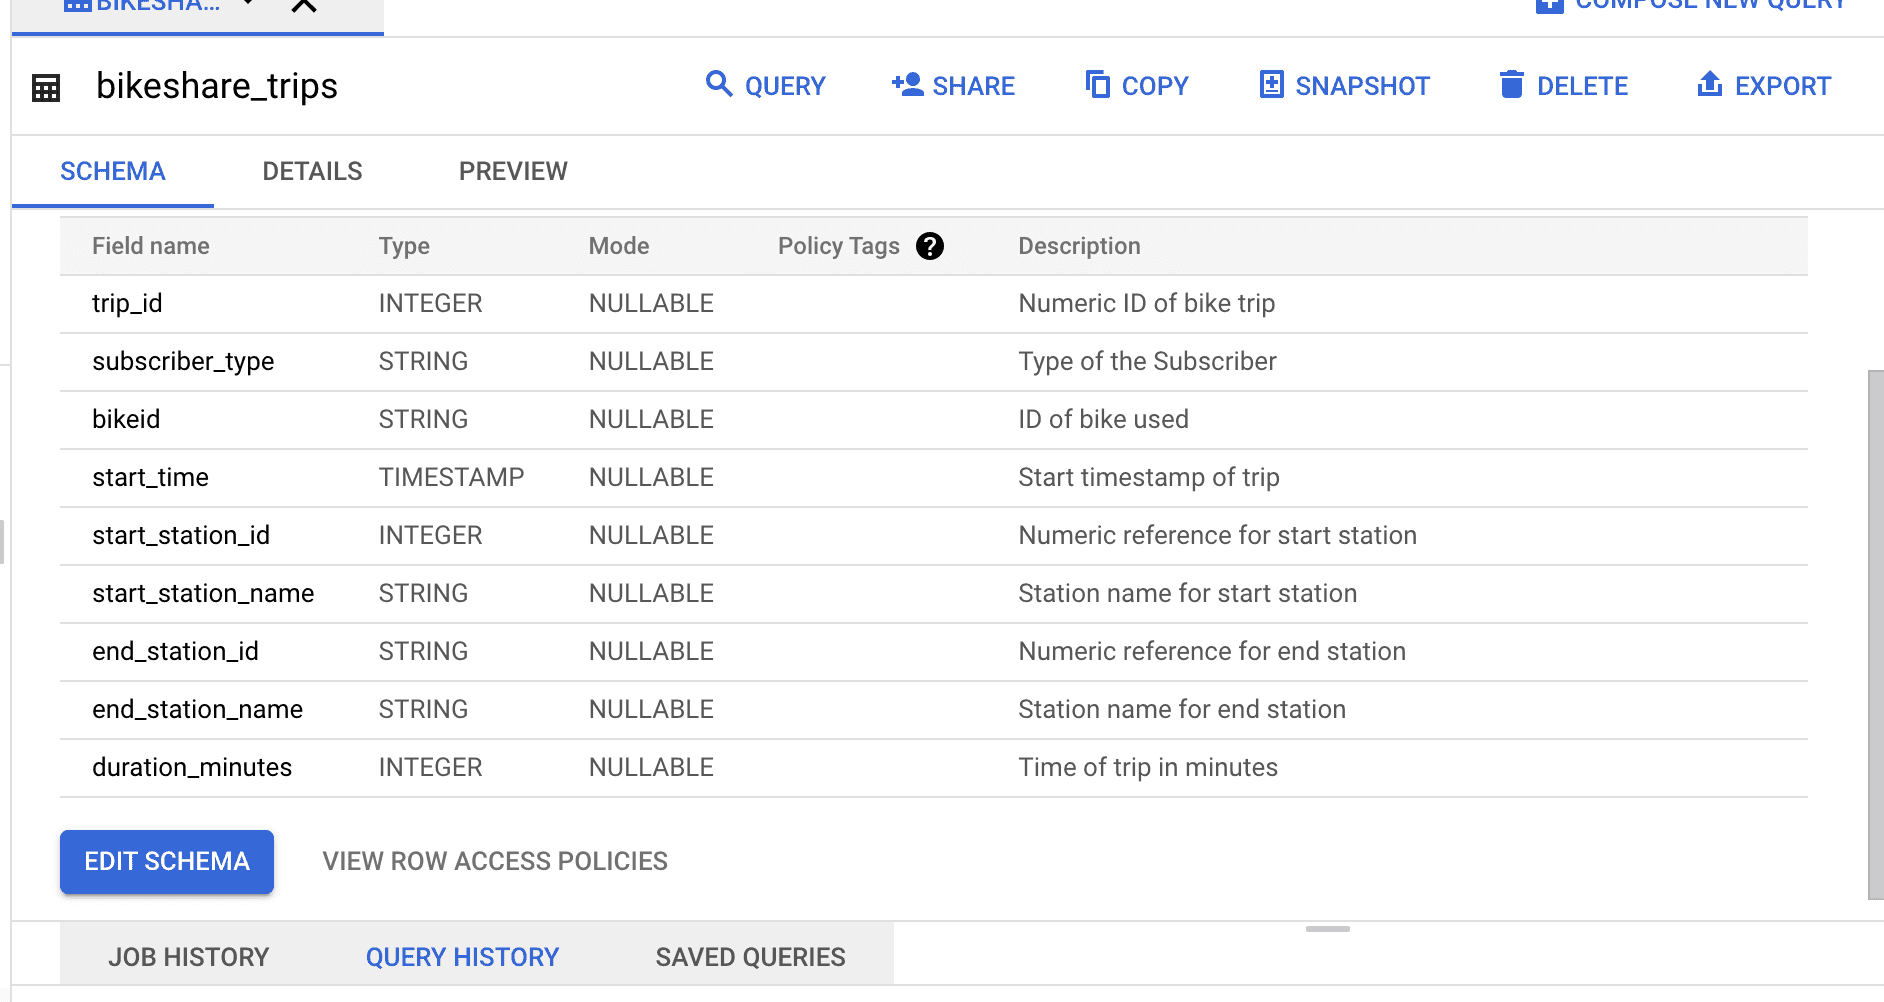 BIKESHA...
COMPOSE NEW QUERY
bikeshare_trips
QUERY
SHARE
COPY
SNAPSHOT
DELETE
EXPORT
SCHEMA
DETAILS
PREVIEW
Field name Type Mode Policy Tags ? Description
trip_id INTEGER NULLABLE Numeric ID of bike trip
subscriber_type STRING NULLABLE Type of the Subscriber
bikeid STRING NULLABLE ID of bike used
start_time TIMESTAMP NULLABLE Start timestamp of trip
start_station_id INTEGER NULLABLE Numeric reference for start station
start_station_name STRING NULLABLE Station name for start station
end_station_id STRING NULLABLE Numeric reference for end station
end_station_name STRING NULLABLE Station name for end station
duration_minutes INTEGER NULLABLE Time of trip in minutes
EDIT SCHEMA
VIEW ROW ACCESS POLICIES
JOB HISTORY
QUERY HISTORY
SAVED QUERIES